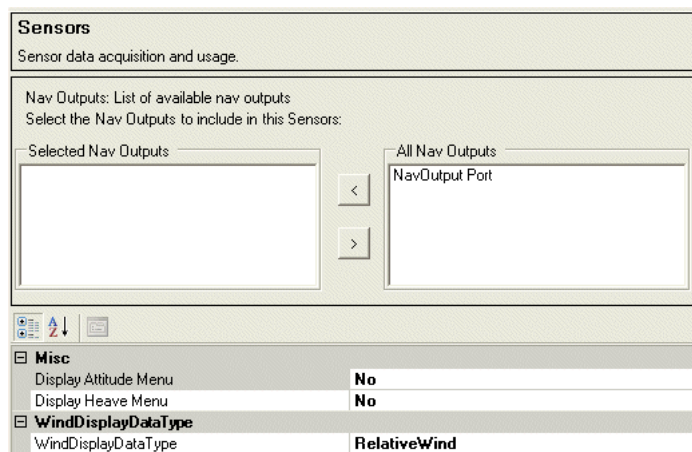 Sensors
Sensor data acquisition and usage.
Nav Outputs: List of available nav outputs
Select the Nav Outputs to include in this Sensors:
Selected Nav Outputs
All Nav Outputs
NavOutput Port
<
>
Misc
Display Attitude Menu No
Display Heave Menu No
WindDisplayDataType
WindDisplayDataType RelativeWind